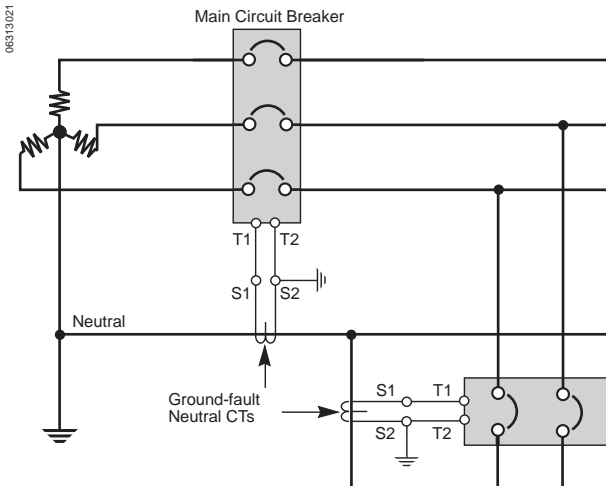 06313021
Main Circuit Breaker
T1 T2
S1 S2
Neutral
Ground-fault
Neutral CTs
S1 T1
S2 T2